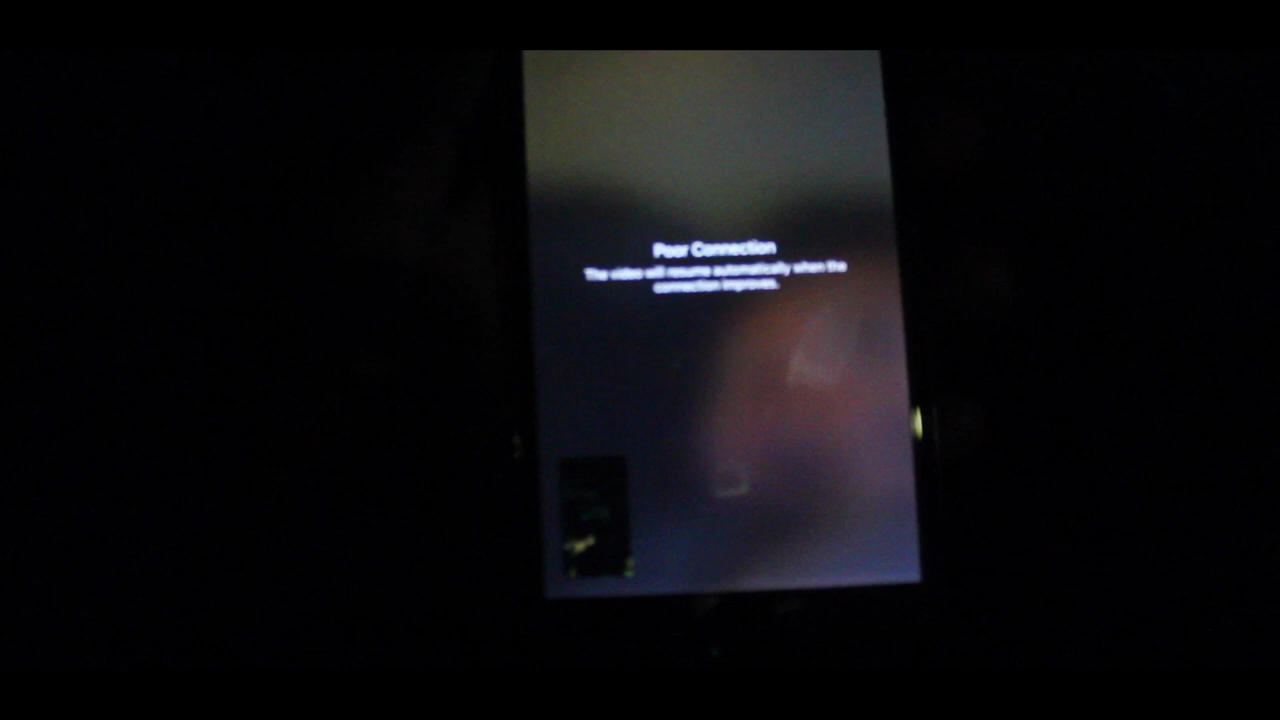 Poor Connection
The video will resume automatically when the
connection improves.